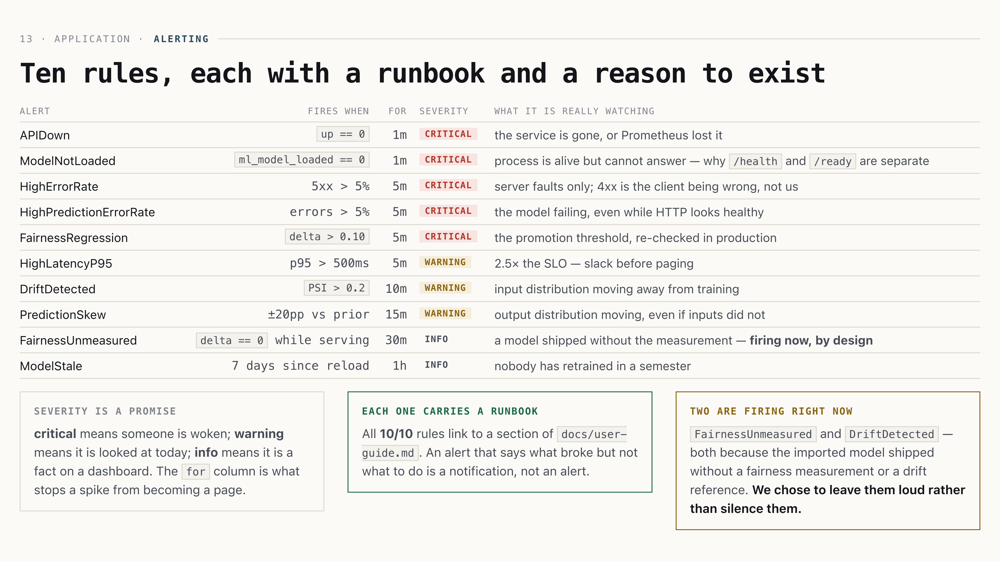 13 · APPLICATION · ALERTING
Ten rules, each with a runbook and a reason to exist
ALERT FIRES WHEN FOR SEVERITY WHAT IT IS REALLY WATCHING
APIDown up == 0 1m CRITICAL the service is gone, or Prometheus lost it
ModelNotLoaded ml_model_loaded == 0 1m CRITICAL process is alive but cannot answer — why /health and /ready are separate
HighErrorRate 5xx > 5% 5m CRITICAL server faults only; 4xx is the client being wrong, not us
HighPredictionErrorRate errors > 5% 5m CRITICAL the model failing, even while HTTP looks healthy
FairnessRegression delta > 0.10 5m CRITICAL the promotion threshold, re-checked in production
HighLatencyP95 p95 > 500ms 5m WARNING 2.5× the SLO — slack before paging
DriftDetected PSI > 0.2 10m WARNING input distribution moving away from training
PredictionSkew ±20pp vs prior 15m WARNING output distribution moving, even if inputs did not
FairnessUnmeasured delta == 0 while serving 30m INFO a model shipped without the measurement — firing now, by design
ModelStale 7 days since reload 1h INFO nobody has retrained in a semester
SEVERITY IS A PROMISE
critical means someone is woken; warning
means it is looked at today; info means it is a
fact on a dashboard. The for column is what
stops a spike from becoming a page.
EACH ONE CARRIES A RUNBOOK
All 10/10 rules link to a section of docs/user-
guide.md. An alert that says what broke but not
what to do is a notification, not an alert.
TWO ARE FIRING RIGHT NOW
FairnessUnmeasured and DriftDetected —
both because the imported model shipped
without a fairness measurement or a drift
reference. We chose to leave them loud rather
than silence them.